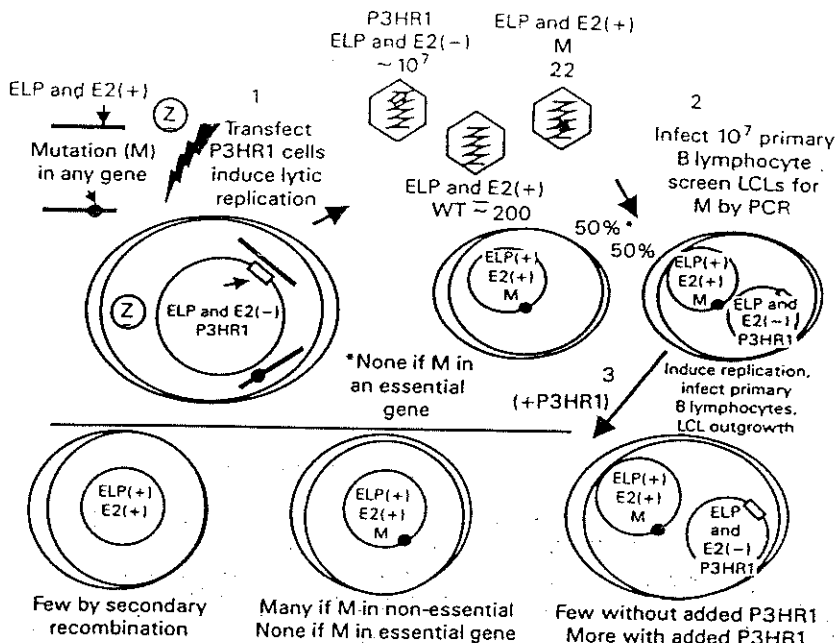 P3HR1
ELP and E2(-)
~ 10⁷
ELP and E2(+)
M
22
ELP and E2(+)
Z
Mutation (M)
in any gene
1
Transfect
P3HR1 cells
induce lytic
replication
ELP and E2(+)
WT ~ 200
2
Infect 10⁷ primary
B lymphocyte
screen LCLs for
M by PCR
50%*
50%
Z
ELP and E2(-)
P3HR1
ELP(+)
E2(+)
M
ELP(+)
E2(+)
M
ELP and
E2(-)
P3HR1
*None if M in
an essential
gene
3
(+P3HR1)
Induce replication,
infect primary
B lymphocytes,
LCL outgrowth
ELP(+)
E2(+)
ELP(+)
E2(+)
M
ELP(+)
E2(+)
M
ELP
and
E2(-)
P3HR1
Few by secondary
recombination
Many if M in non-essential
None if M in essential gene
Few without added P3HR1
More with added P3HR1